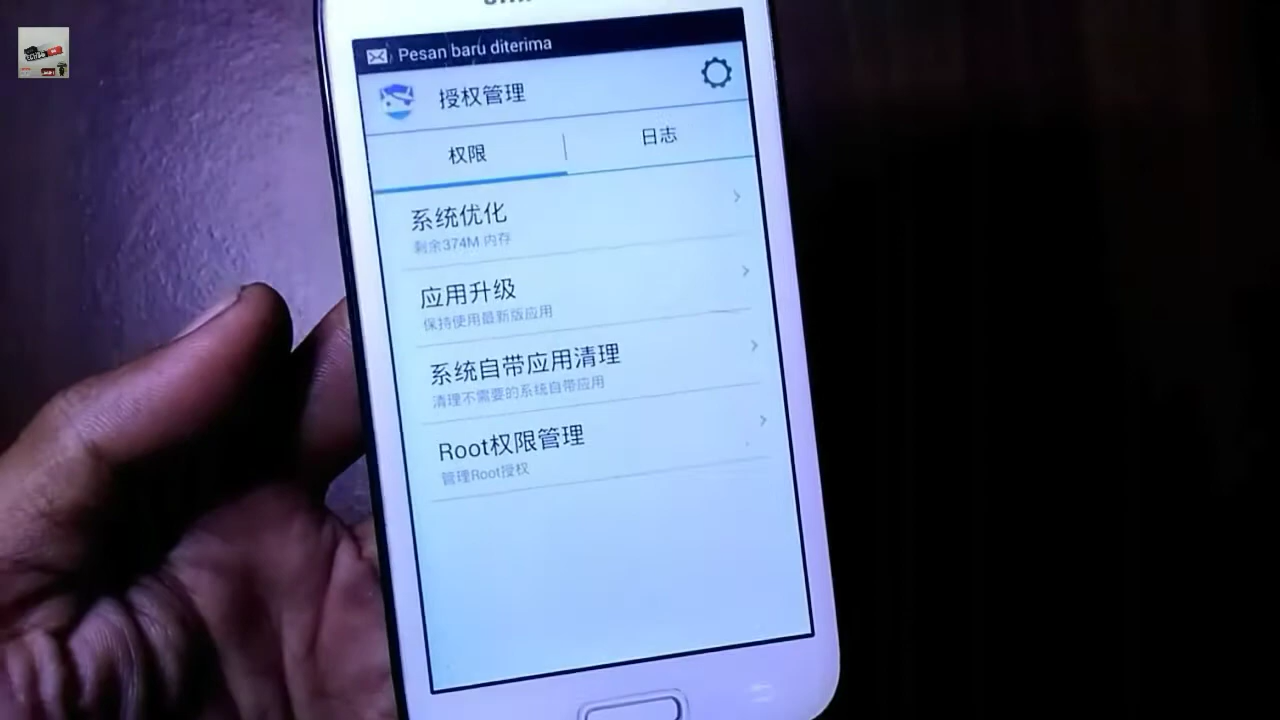 Pesan baru diterima
授权管理
权限
日志
系统优化
剩余374M 内存
应用升级
保持使用最新版应用
系统自带应用清理
清理不需要的系统自带应用
Root权限管理
管理Root授权